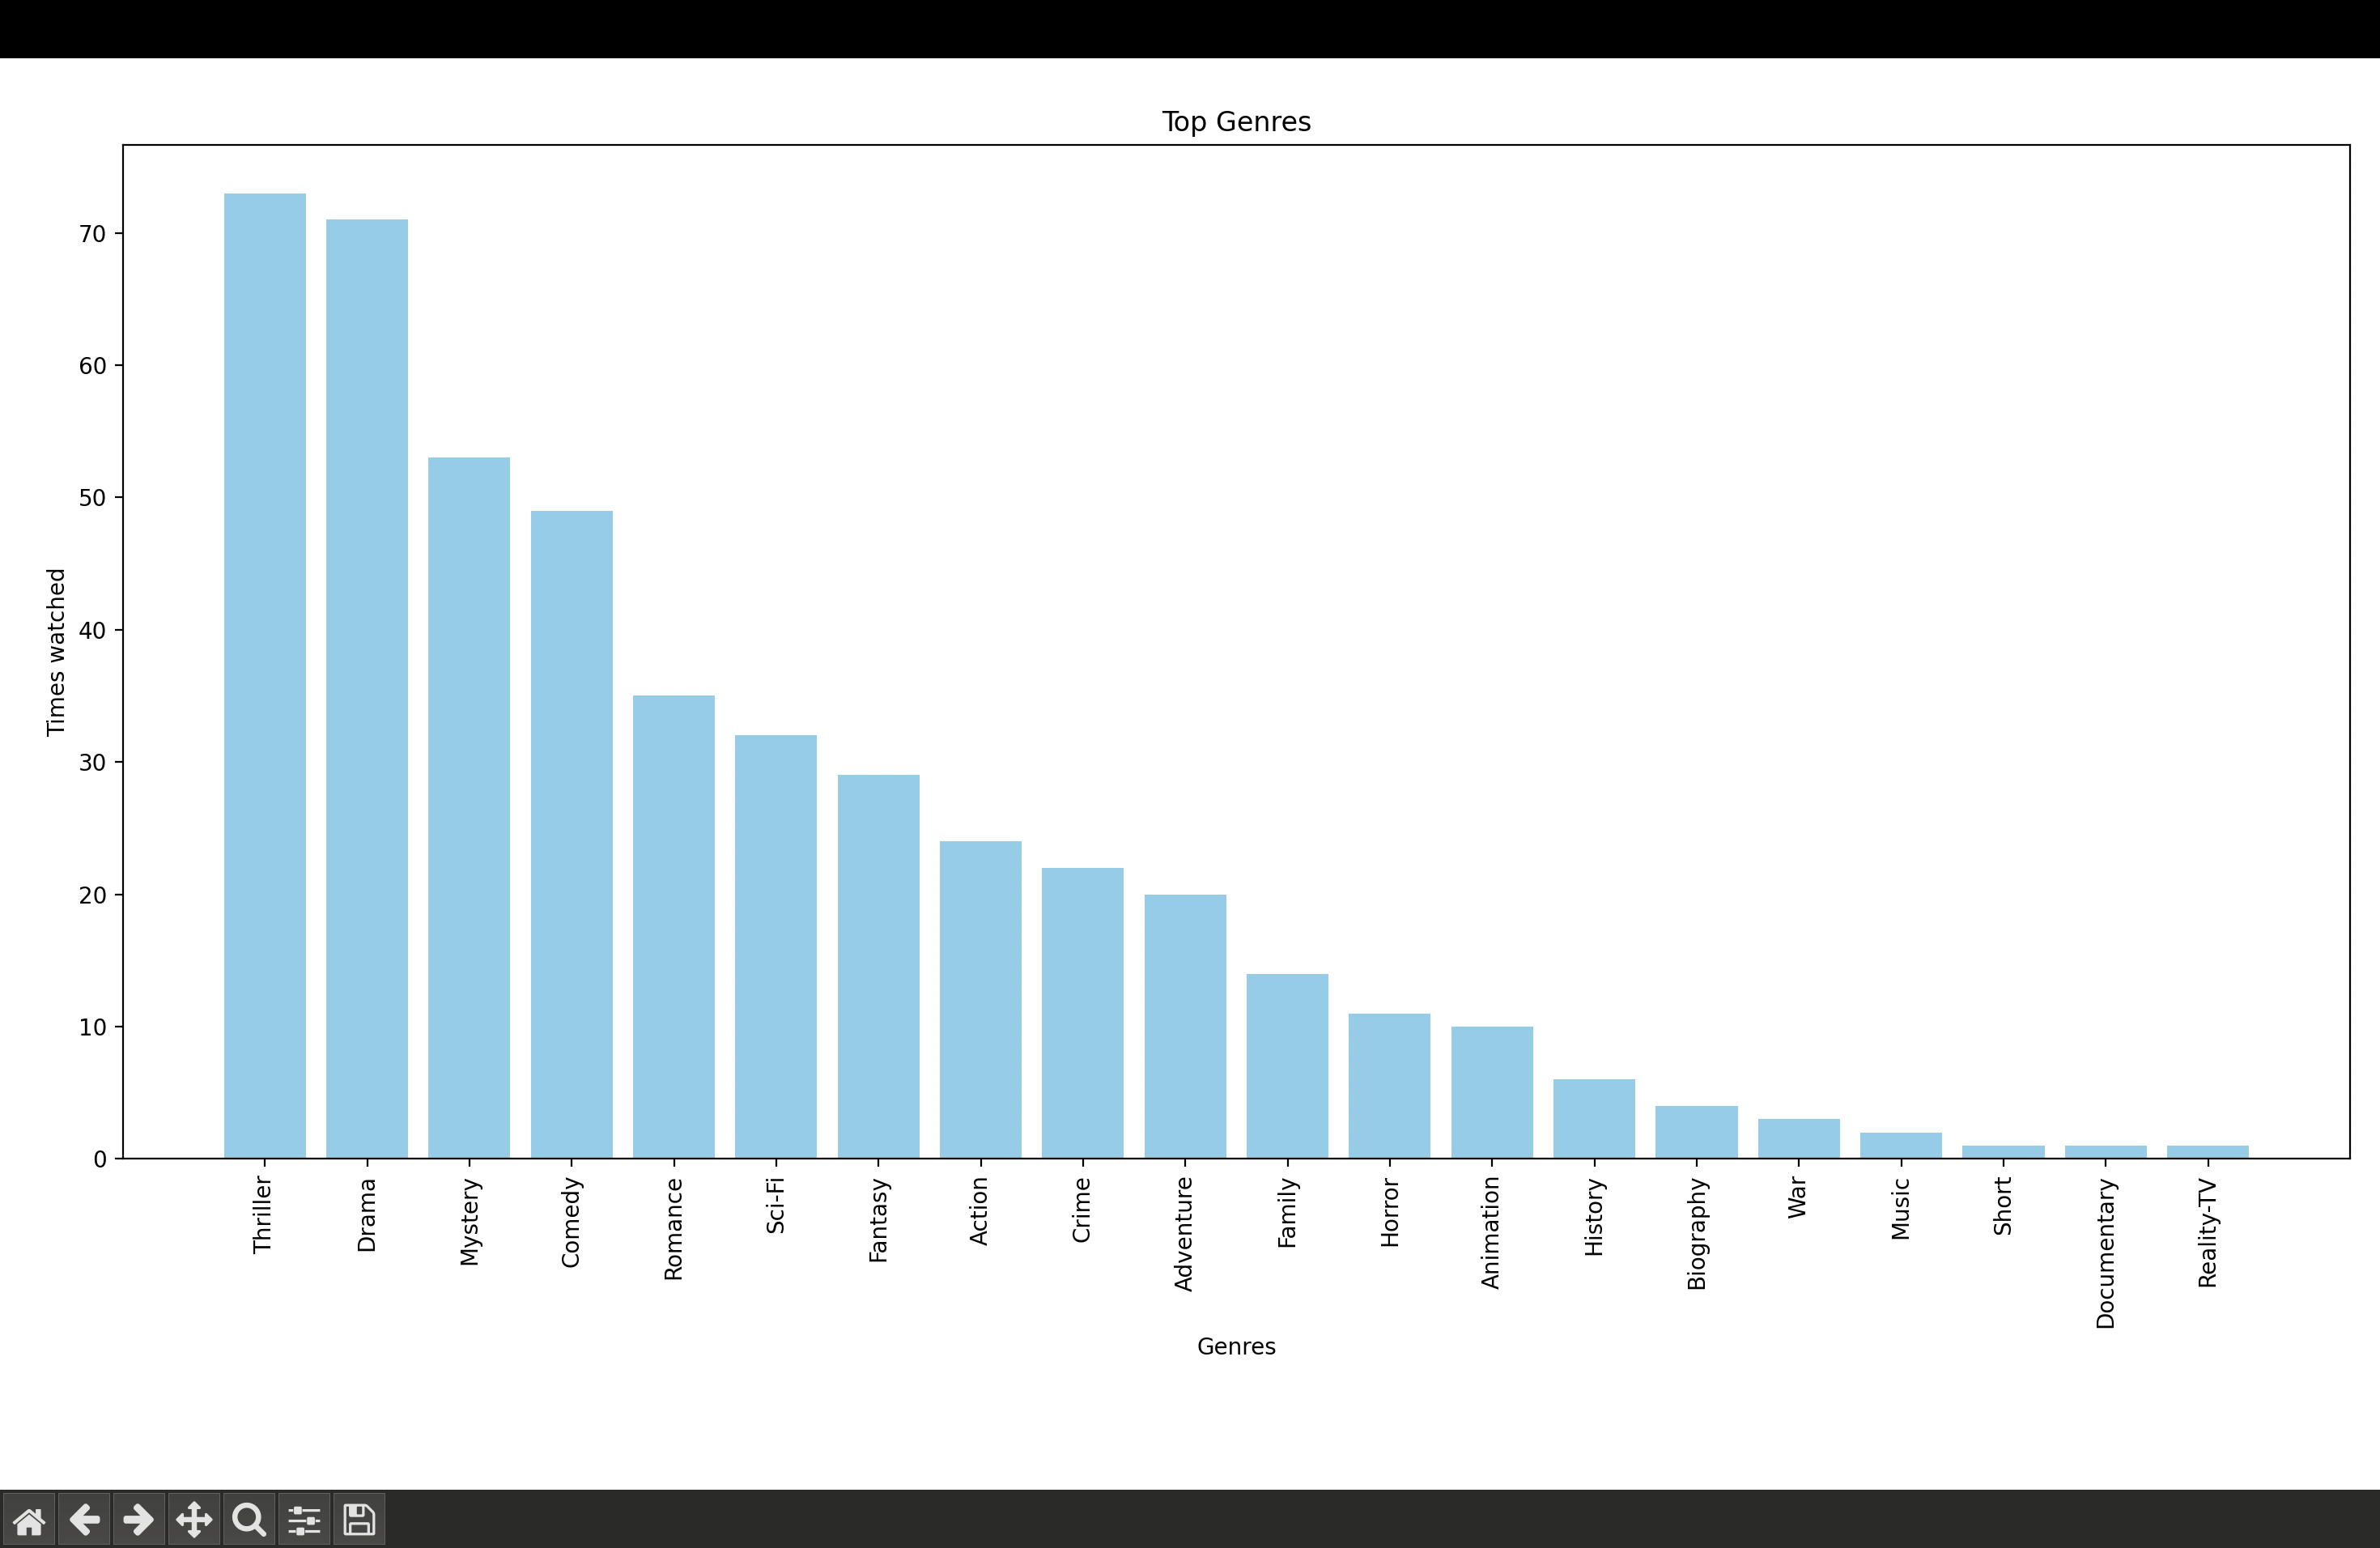 Top Genres
Times watched
70
60
50
40
30
20
10
0
Thriller
Drama
Mystery
Comedy
Romance
Sci-Fi
Fantasy
Action
Crime
Adventure
Family
Horror
Animation
History
Biography
War
Music
Short
Documentary
Reality-TV
Genres